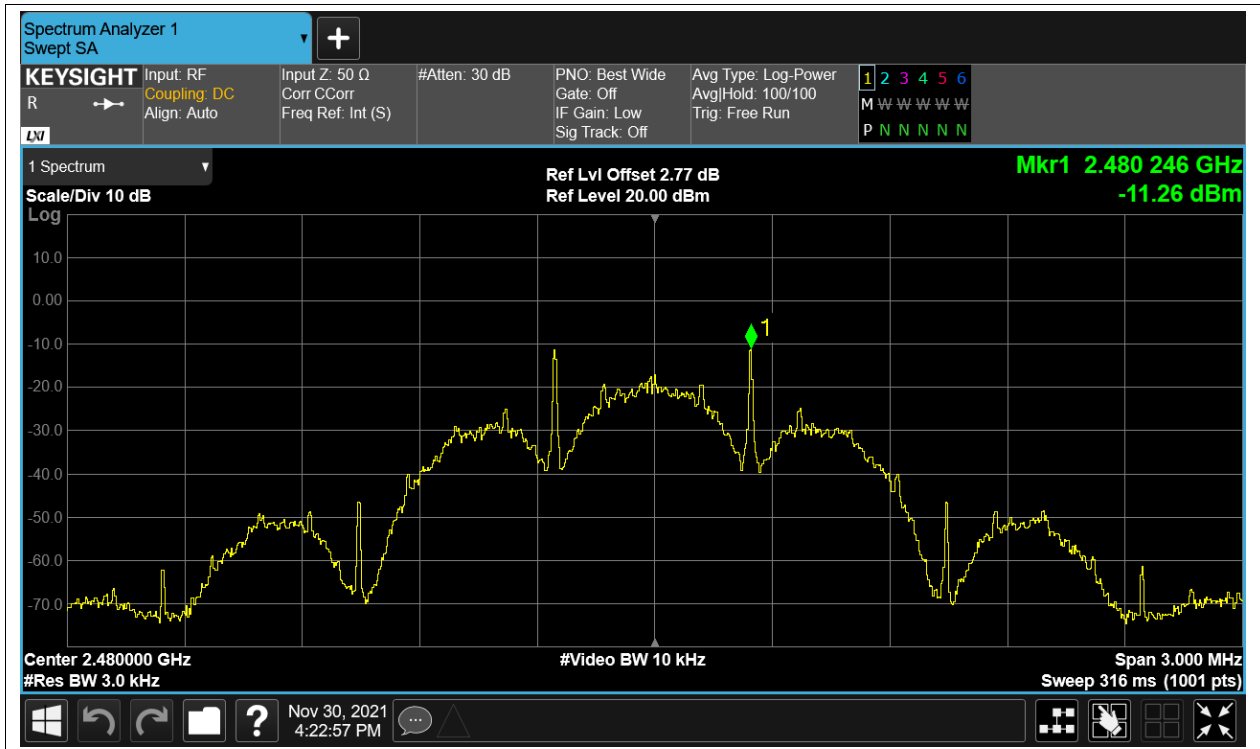 Spectrum Analyzer 1
Swept SA
KEYSIGHT
R
LXI
Input: RF
Coupling: DC
Align: Auto
Input Z: 50 Ω
Corr CCorr
Freq Ref: Int (S)
#Atten: 30 dB
PNO: Best Wide
Gate: Off
IF Gain: Low
Sig Track: Off
Avg Type: Log-Power
Avg|Hold: 100/100
Trig: Free Run
1 2 3 4 5 6
M W W W W W
P N N N N N
1 Spectrum
Scale/Div 10 dB
Log
Ref Lvl Offset 2.77 dB
Ref Level 20.00 dBm
Mkr1 2.480 246 GHz
-11.26 dBm
10.0
0.00
-10.0
-20.0
-30.0
-40.0
-50.0
-60.0
-70.0
1
Center 2.480000 GHz
#Res BW 3.0 kHz
#Video BW 10 kHz
Span 3.000 MHz
Sweep 316 ms (1001 pts)
?
Nov 30, 2021
4:22:57 PM